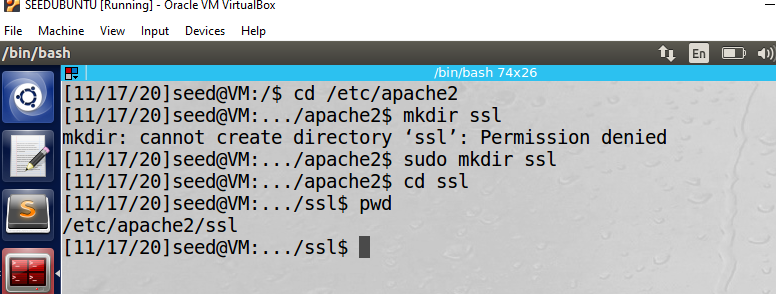 SEEDUBUNTU [Running] - Oracle VM VirtualBox
File Machine View Input Devices Help
/bin/bash En
/bin/bash 74x26
[11/17/20]seed@VM:/$ cd /etc/apache2
[11/17/20]seed@VM:.../apache2$ mkdir ssl
mkdir: cannot create directory ‘ssl’: Permission denied
[11/17/20]seed@VM:.../apache2$ sudo mkdir ssl
[11/17/20]seed@VM:.../apache2$ cd ssl
[11/17/20]seed@VM:.../ssl$ pwd
/etc/apache2/ssl
[11/17/20]seed@VM:.../ssl$